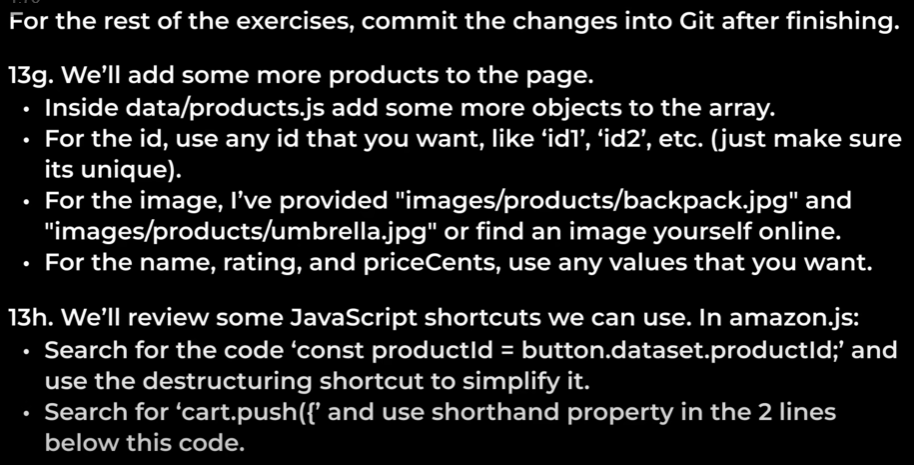 For the rest of the exercises, commit the changes into Git after finishing.
13g. We’ll add some more products to the page.
• Inside data/products.js add some more objects to the array.
• For the id, use any id that you want, like ‘id1’, ‘id2’, etc. (just make sure
its unique).
• For the image, I’ve provided "images/products/backpack.jpg" and
"images/products/umbrella.jpg" or find an image yourself online.
• For the name, rating, and priceCents, use any values that you want.
13h. We’ll review some JavaScript shortcuts we can use. In amazon.js:
• Search for the code ‘const productId = button.dataset.productId;’ and
use the destructuring shortcut to simplify it.
• Search for ‘cart.push({’ and use shorthand property in the 2 lines
below this code.